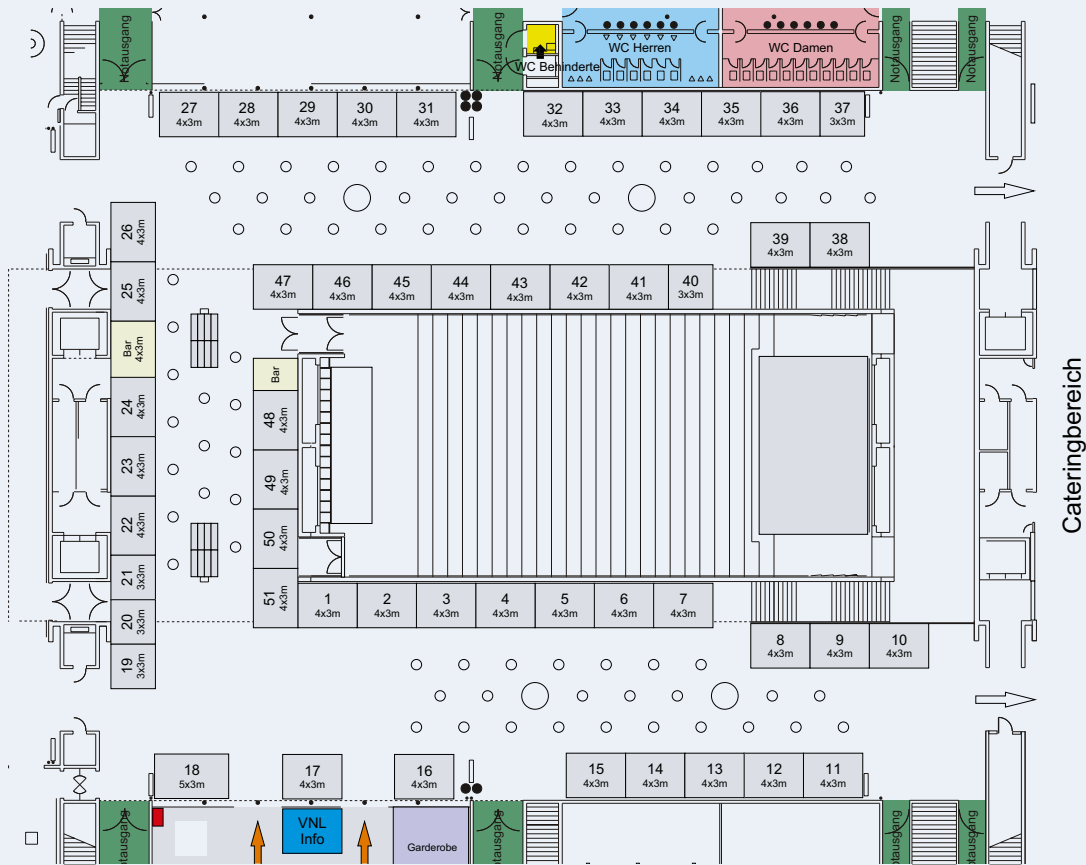 Notausgang
Notausgang
Notausgang
Notausgang
WC Herren
WC Damen
WC Behinderte
27
4x3m
28
4x3m
29
4x3m
30
4x3m
31
4x3m
32
4x3m
33
4x3m
34
4x3m
35
4x3m
36
4x3m
37
3x3m
26
4x3m
25
4x3m
Bar
4x3m
24
4x3m
23
4x3m
22
4x3m
21
3x3m
20
3x3m
19
3x3m
39
4x3m
38
4x3m
47
4x3m
46
4x3m
45
4x3m
44
4x3m
43
4x3m
42
4x3m
41
4x3m
40
3x3m
Bar
48
4x3m
49
4x3m
50
4x3m
51
4x3m
Cateringbereich
1
4x3m
2
4x3m
3
4x3m
4
4x3m
5
4x3m
6
4x3m
7
4x3m
8
4x3m
9
4x3m
10
4x3m
18
5x3m
17
4x3m
16
4x3m
15
4x3m
14
4x3m
13
4x3m
12
4x3m
11
4x3m
VNL
Info
Garderobe
otausgang
otausgang
otausgang
otausgang